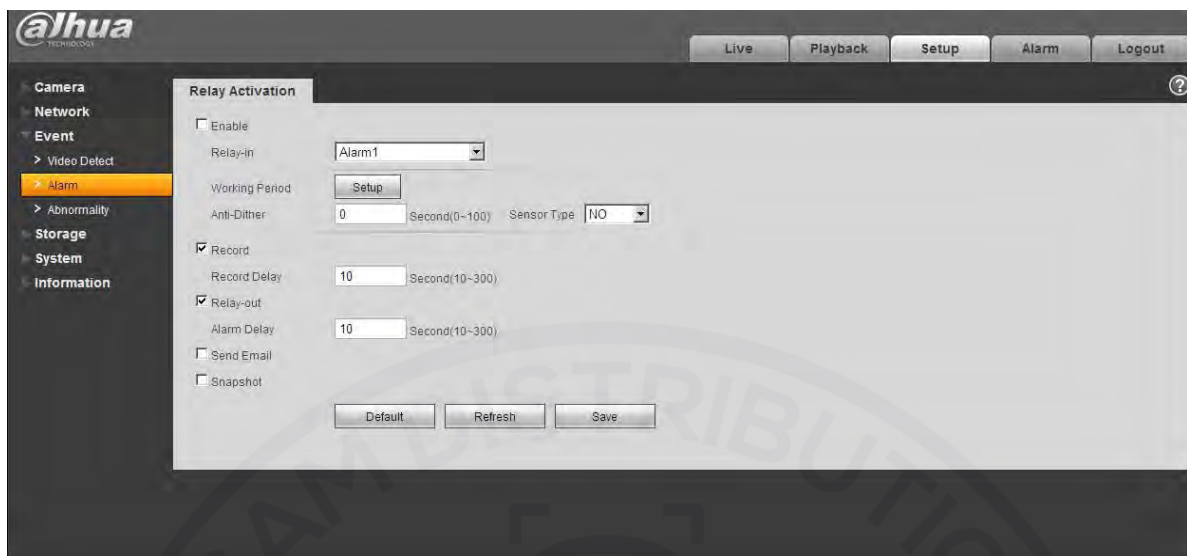 alhua
TECHNOLOGY
Live Playback Setup Alarm Logout
?
Camera
Network
Event
> Video Detect
> Alarm
> Abnormality
Storage
System
Information
Relay Activation
Enable
Relay-in Alarm1
Working Period Setup
Anti-Dither 0 Second(0~100) Sensor Type NO
Record
Record Delay 10 Second(10~300)
Relay-out
Alarm Delay 10 Second(10~300)
Send Email
Snapshot
Default Refresh Save
AM DISTRIBUTIO